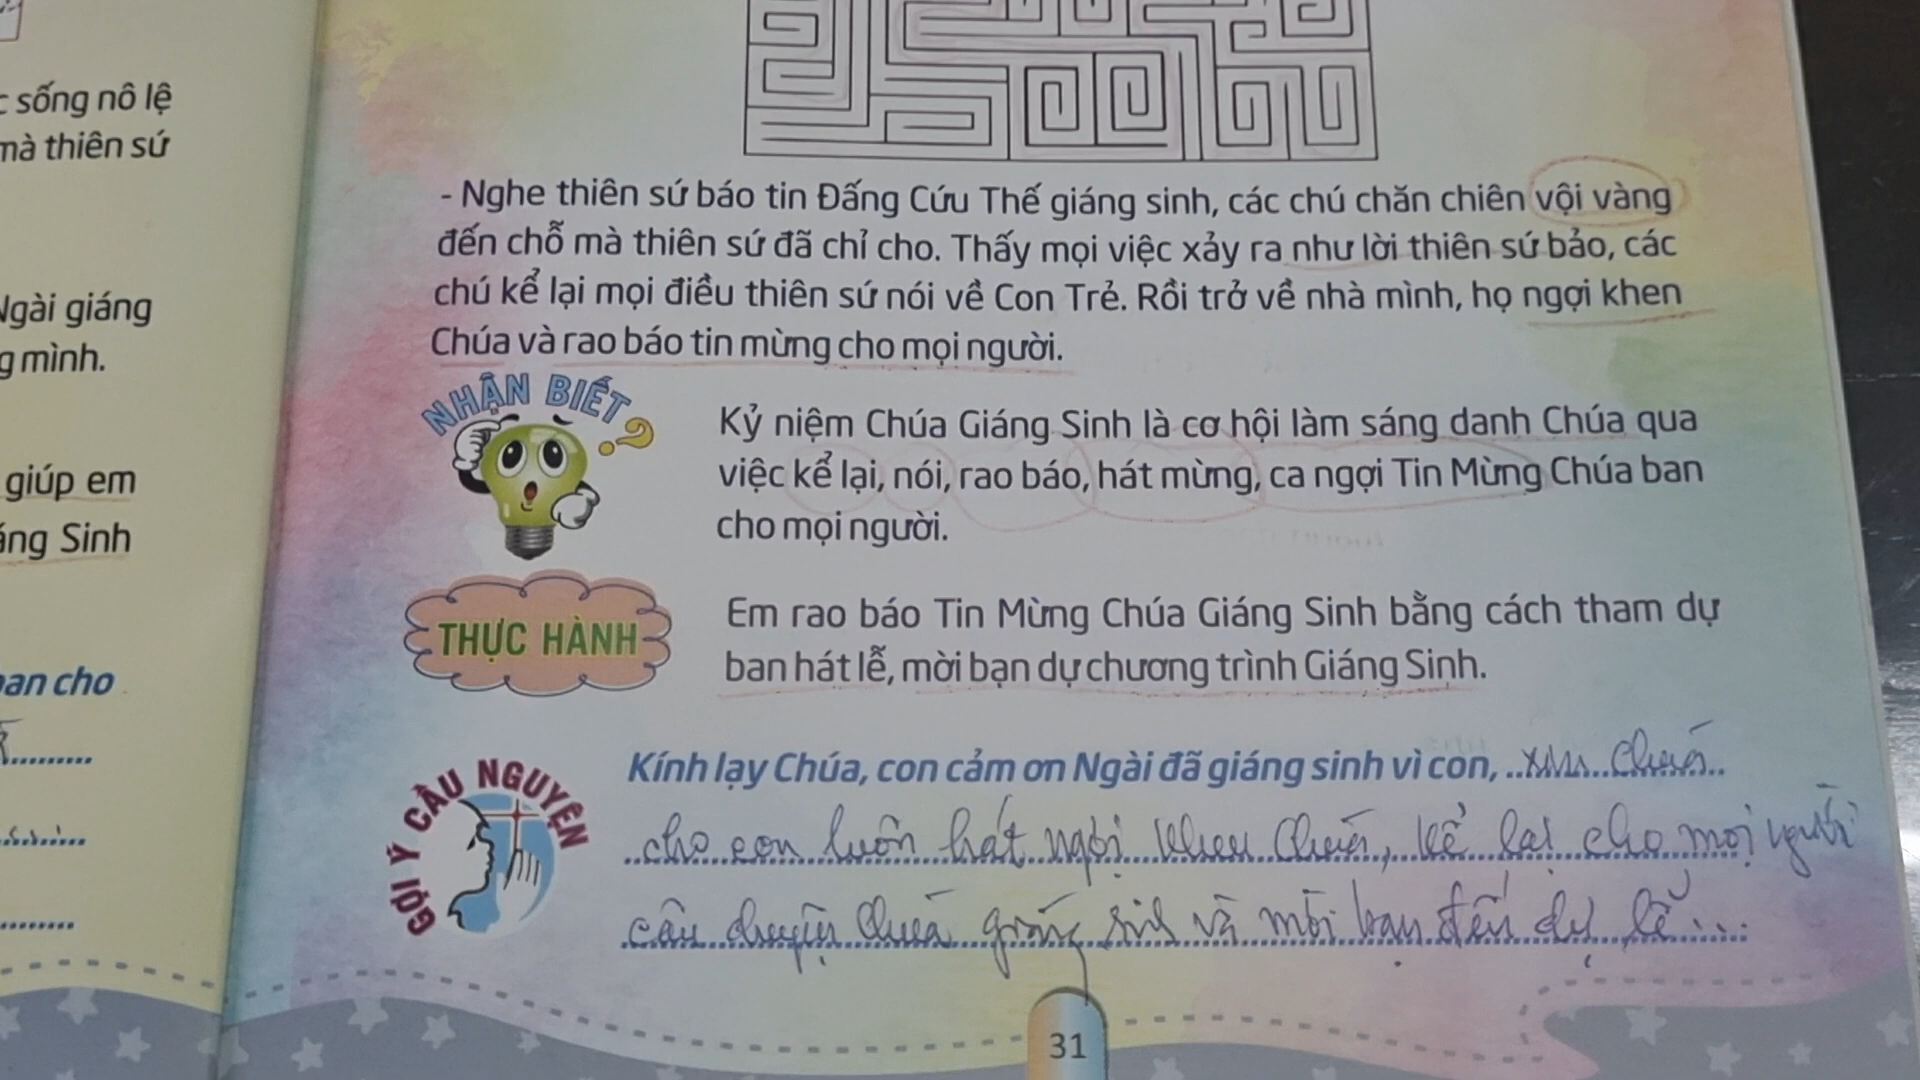 c sống nô lệ
mà thiên sứ
Ngài giáng
g mình.
giúp em
áng Sinh
ban cho
- Nghe thiên sứ báo tin Đấng Cứu Thế giáng sinh, các chú chăn chiên vội vàng
đến chỗ mà thiên sứ đã chỉ cho. Thấy mọi việc xảy ra như lời thiên sứ bảo, các
chú kể lại mọi điều thiên sứ nói về Con Trẻ. Rồi trở về nhà mình, họ ngợi khen
Chúa và rao báo tin mừng cho mọi người.
NHẬN BIẾT?
Kỷ niệm Chúa Giáng Sinh là cơ hội làm sáng danh Chúa qua
việc kể lại, nói, rao báo, hát mừng, ca ngợi Tin Mừng Chúa ban
cho mọi người.
THỰC HÀNH
Em rao báo Tin Mừng Chúa Giáng Sinh bằng cách tham dự
ban hát lễ, mời bạn dự chương trình Giáng Sinh.
GỢI Ý CẦU NGUYỆN
Kính lạy Chúa, con cảm ơn Ngài đã giáng sinh vì con, xin Chúa
cho con luôn hát ngợi khen Chúa, kể lại cho mọi người
câu chuyện Chúa giáng sinh và mời bạn đến dự lễ...
31